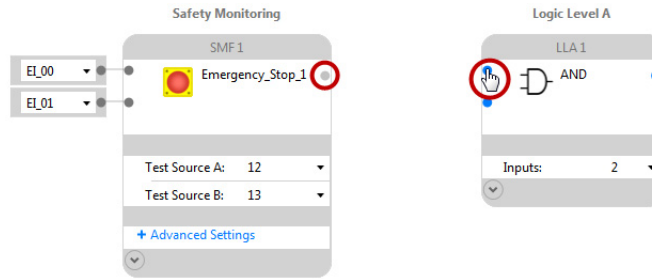 Safety Monitoring
Logic Level A
SMF 1
LLA 1
EI_00
Emergency_Stop_1
AND
EI_01
Test Source A: 12
Inputs: 2
Test Source B: 13
+ Advanced Settings